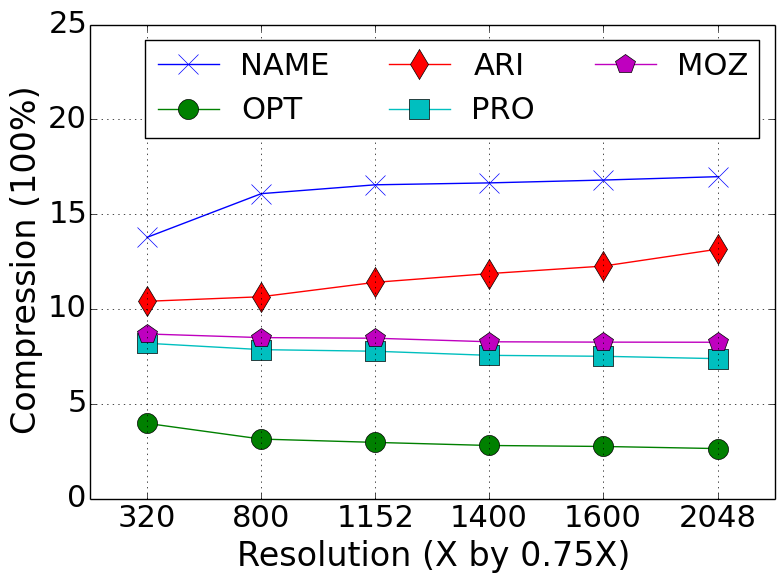 25
20
15
10
5
0
Compression (100%)
NAME ARI MOZ
OPT PRO
320 800 1152 1400 1600 2048
Resolution (X by 0.75X)